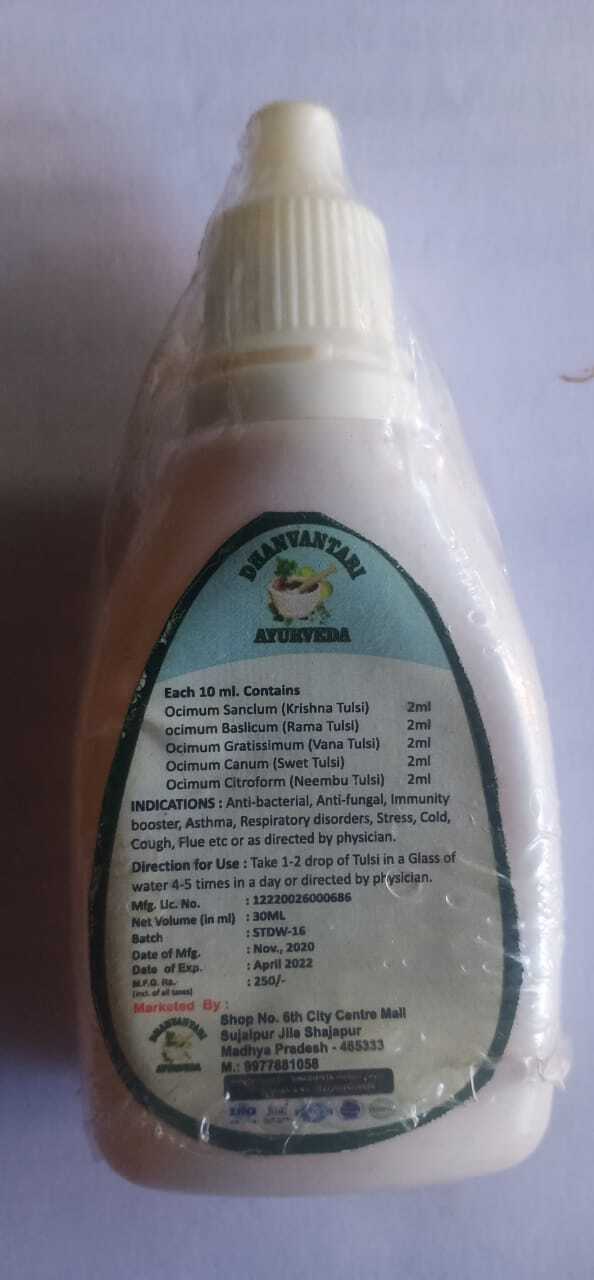 DHANVANTARI
AYURVEDA
Each 10 ml. Contains
Ocimum Sanclum (Krishna Tulsi) 2ml
ocimum Baslicum (Rama Tulsi) 2ml
Ocimum Gratissimum (Vana Tulsi) 2ml
Ocimum Canum (Swet Tulsi) 2ml
Ocimum Citroform (Neembu Tulsi) 2ml
INDICATIONS : Anti-bacterial, Anti-fungal, Immunity
booster, Asthma, Respiratory disorders, Stress, Cold,
Cough, Flue etc or as directed by physician.
Direction for Use : Take 1-2 drop of Tulsi in a Glass of
water 4-5 times in a day or directed by physician.
Mfg. Lic. No. : 12220026000686
Net Volume (in ml) : 30ML
Batch : STDW-16
Date of Mfg. : Nov., 2020
Date of Exp. : April 2022
Rs. : 250/-
(incl. of all taxes)
Marketed By :
DHANVANTARI
AYURVEDA
Shop No. 6th City Centre Mall
Sujalpur Jila Shajapur
Madhya Pradesh - 465333
M.: 9977881058
ISO